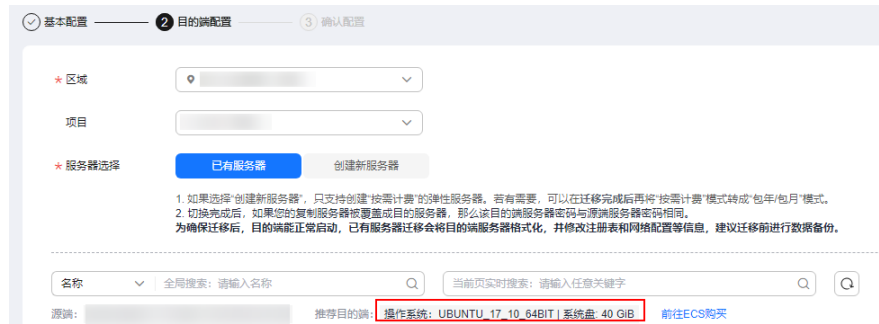 基本配置 2 目的端配置 3 确认配置
* 区域
项目
* 服务器选择 已有服务器 创建新服务器
1. 如果选择“创建新服务器”，只支持创建“按需计费”的弹性服务器。若有需要，可以在迁移完成后再将“按需计费”模式转成“包年/包月”模式。
2. 切换完成后，如果您的复制服务器被覆盖成目的服务器，那么该目的端服务器密码与源端服务器密码相同。
为确保迁移后，目的端能正常启动，已有服务器迁移会将目的端服务器格式化，并修改注册表和网络配置等信息，建议迁移前进行数据备份。
名称 全局搜索：请输入名称 当前页实时搜索：请输入任意关键字
源端： 推荐目的端： 操作系统：UBUNTU_17_10_64BIT | 系统盘: 40 GiB 前往ECS购买